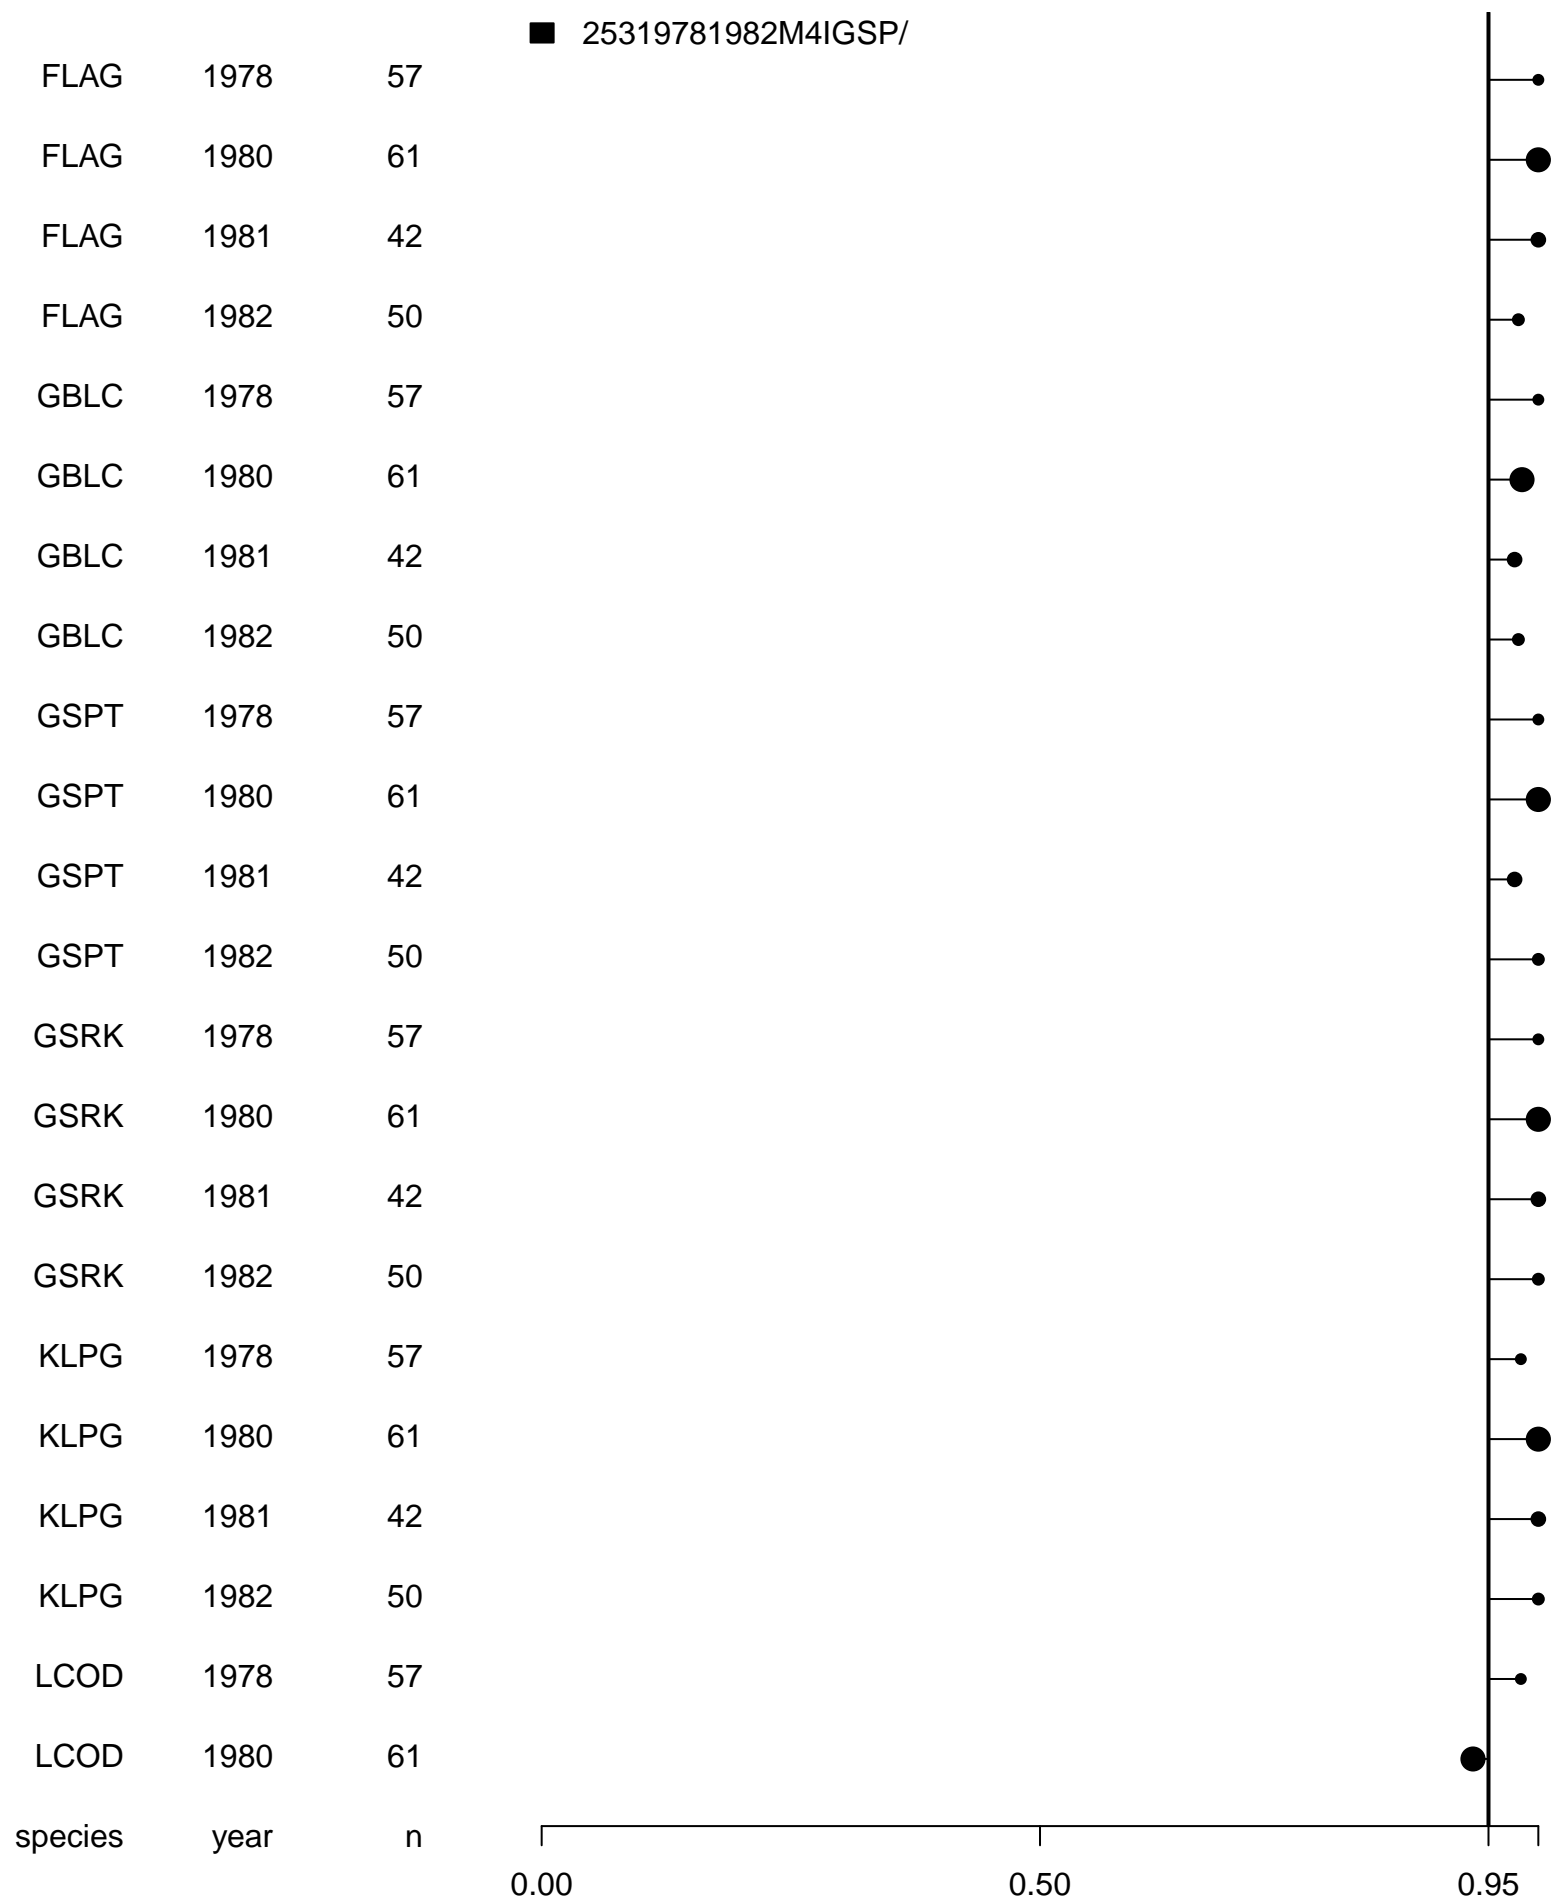 25319781982M4IGSP/
FLAG 1978 57
FLAG 1980 61
FLAG 1981 42
FLAG 1982 50
GBLC 1978 57
GBLC 1980 61
GBLC 1981 42
GBLC 1982 50
GSPT 1978 57
GSPT 1980 61
GSPT 1981 42
GSPT 1982 50
GSRK 1978 57
GSRK 1980 61
GSRK 1981 42
GSRK 1982 50
KLPG 1978 57
KLPG 1980 61
KLPG 1981 42
KLPG 1982 50
LCOD 1978 57
LCOD 1980 61
species year n
0.00 0.50 0.95